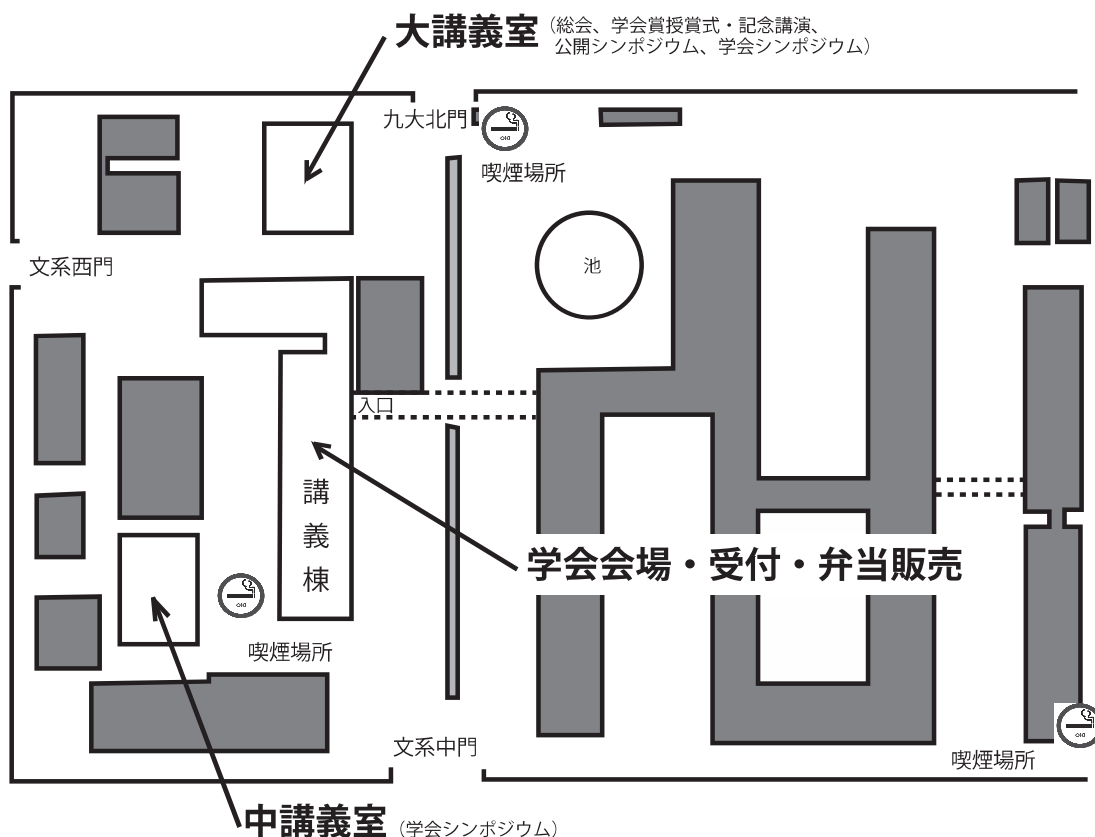 大講義室（総会、学会賞授賞式・記念講演、
公開シンポジウム、学会シンポジウム）
九大北門
喫煙場所
文系西門
池
入口
講義棟
学会会場・受付・弁当販売
喫煙場所
文系中門
喫煙場所
中講義室（学会シンポジウム）